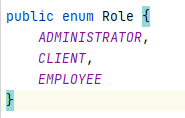 public enum Role {
    ADMINISTRATOR,
    CLIENT,
    EMPLOYEE
}